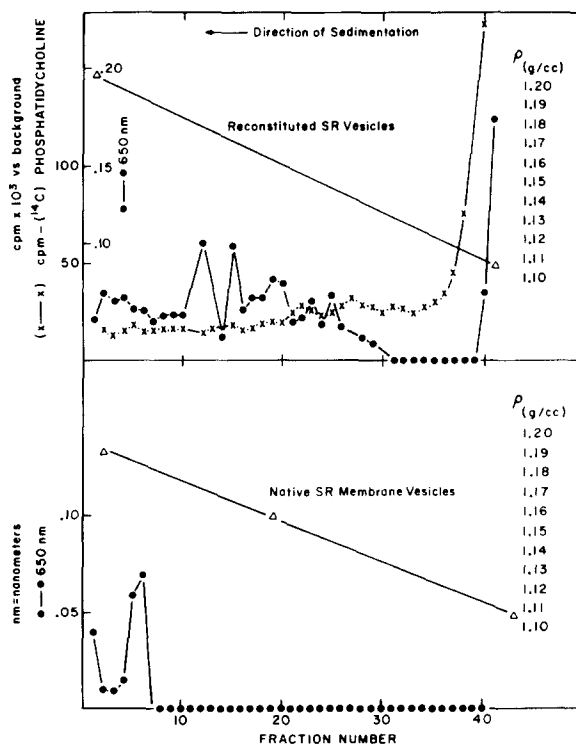 Direction of Sedimentation
cpm x 10³ vs background
(x—x) cpm - (¹⁴C) PHOSPHATIDYCHOLINE
.20
.15
.10
100
50
650 nm
Reconstituted SR Vesicles
ρ
(g/cc)
1.20
1.19
1.18
1.17
1.16
1.15
1.14
1.13
1.12
1.11
1.10
nm=nanometers
●—● 650 nm
.10
.05
Native SR Membrane Vesicles
ρ
(g/cc)
1.20
1.19
1.18
1.17
1.16
1.15
1.14
1.13
1.12
1.11
1.10
10
20
30
40
FRACTION NUMBER